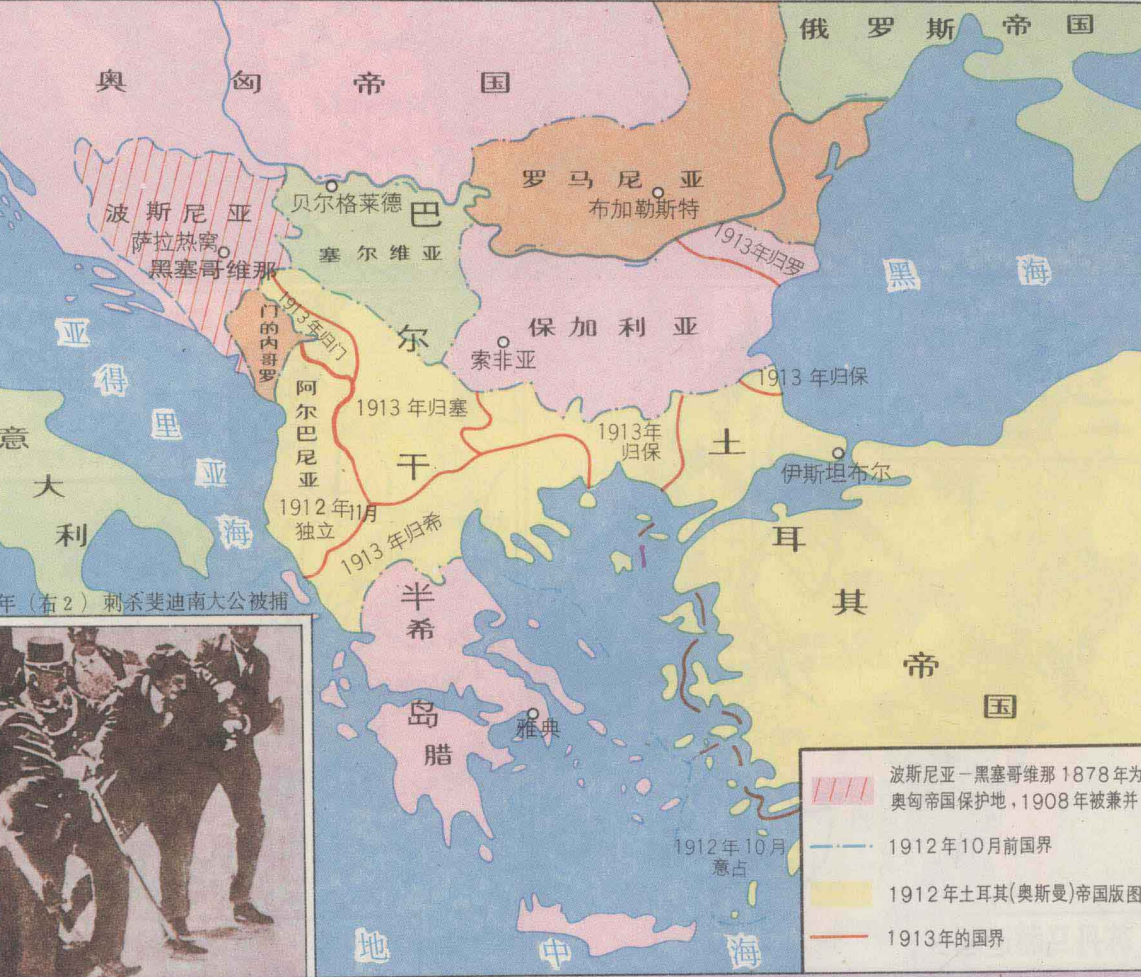 俄罗斯帝国
奥匈帝国
罗马尼亚
布加勒斯特
贝尔格莱德
巴
尔
干
半
岛
波斯尼亚
萨拉热窝
黑塞哥维那
塞尔维亚
1913年归罗
黑海
1913年归门
门的内哥罗
保加利亚
索非亚
亚得里亚海
1913年归保
阿尔巴尼亚
1912年11月
独立
1913年归塞
1913年
归保
土耳其帝国
伊斯坦布尔
意大利
1913年归希
年(右2)刺杀斐迪南大公被捕
希腊
雅典
1912年10月
意占
地中海
波斯尼亚－黑塞哥维那1878年为
奥匈帝国保护地，1908年被兼并
1912年10月前国界
1912年土耳其(奥斯曼)帝国版图
1913年的国界